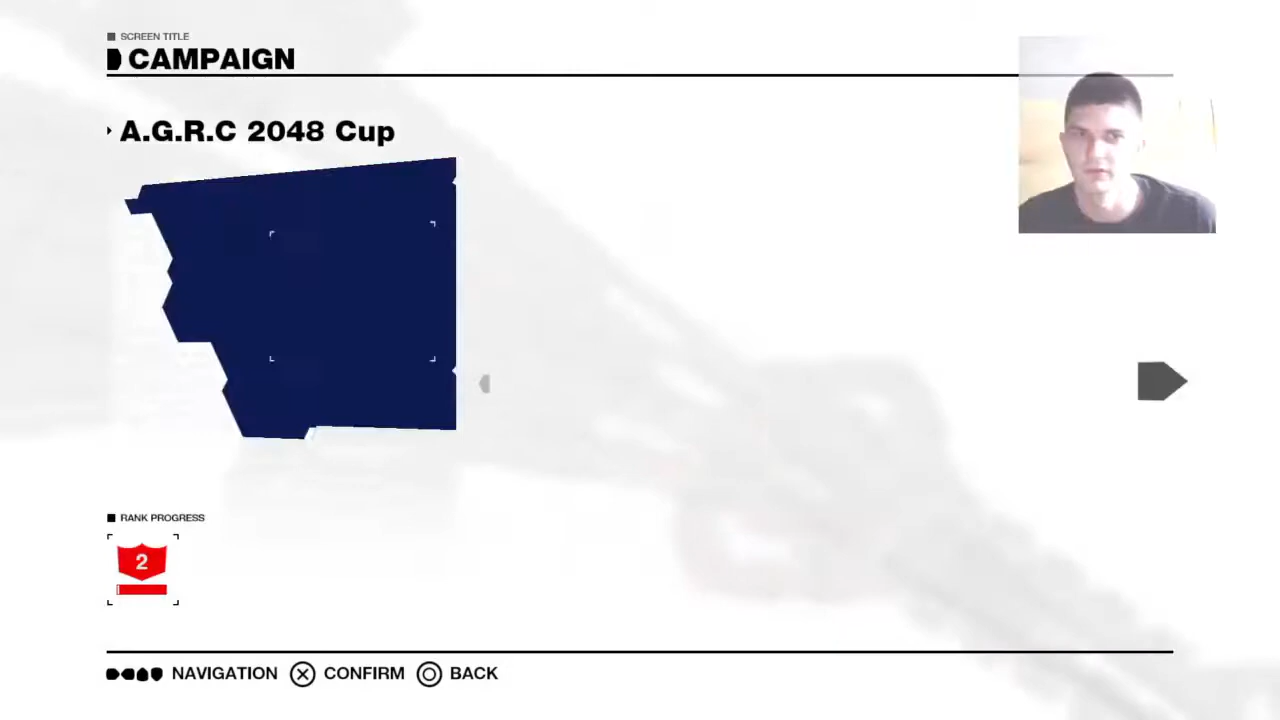 SCREEN TITLE
CAMPAIGN
A.G.R.C 2048 Cup
RANK PROGRESS
2
NAVIGATION CONFIRM BACK